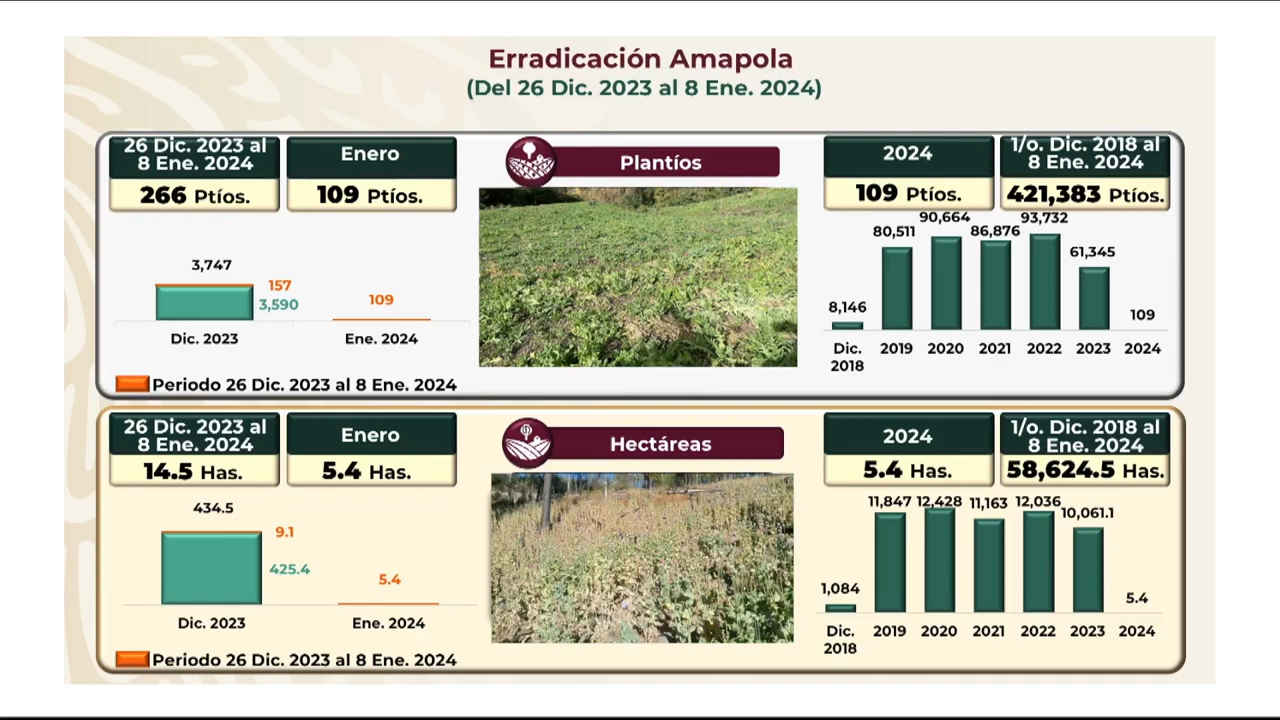 Erradicación Amapola
(Del 26 Dic. 2023 al 8 Ene. 2024)
26 Dic. 2023 al
8 Ene. 2024
266 Ptíos.
Enero
109 Ptíos.
Plantíos
2024
109 Ptíos.
1/o. Dic. 2018 al
8 Ene. 2024
421,383 Ptíos.
3,747
157
3,590
109
Dic. 2023
Ene. 2024
Periodo 26 Dic. 2023 al 8 Ene. 2024
8,146
80,511
90,664
86,876
93,732
61,345
109
Dic.
2018
2019
2020
2021
2022
2023
2024
26 Dic. 2023 al
8 Ene. 2024
14.5 Has.
Enero
5.4 Has.
Hectáreas
2024
5.4 Has.
1/o. Dic. 2018 al
8 Ene. 2024
58,624.5 Has.
434.5
9.1
425.4
5.4
Dic. 2023
Ene. 2024
Periodo 26 Dic. 2023 al 8 Ene. 2024
1,084
11,847
12,428
11,163
12,036
10,061.1
5.4
Dic.
2018
2019
2020
2021
2022
2023
2024